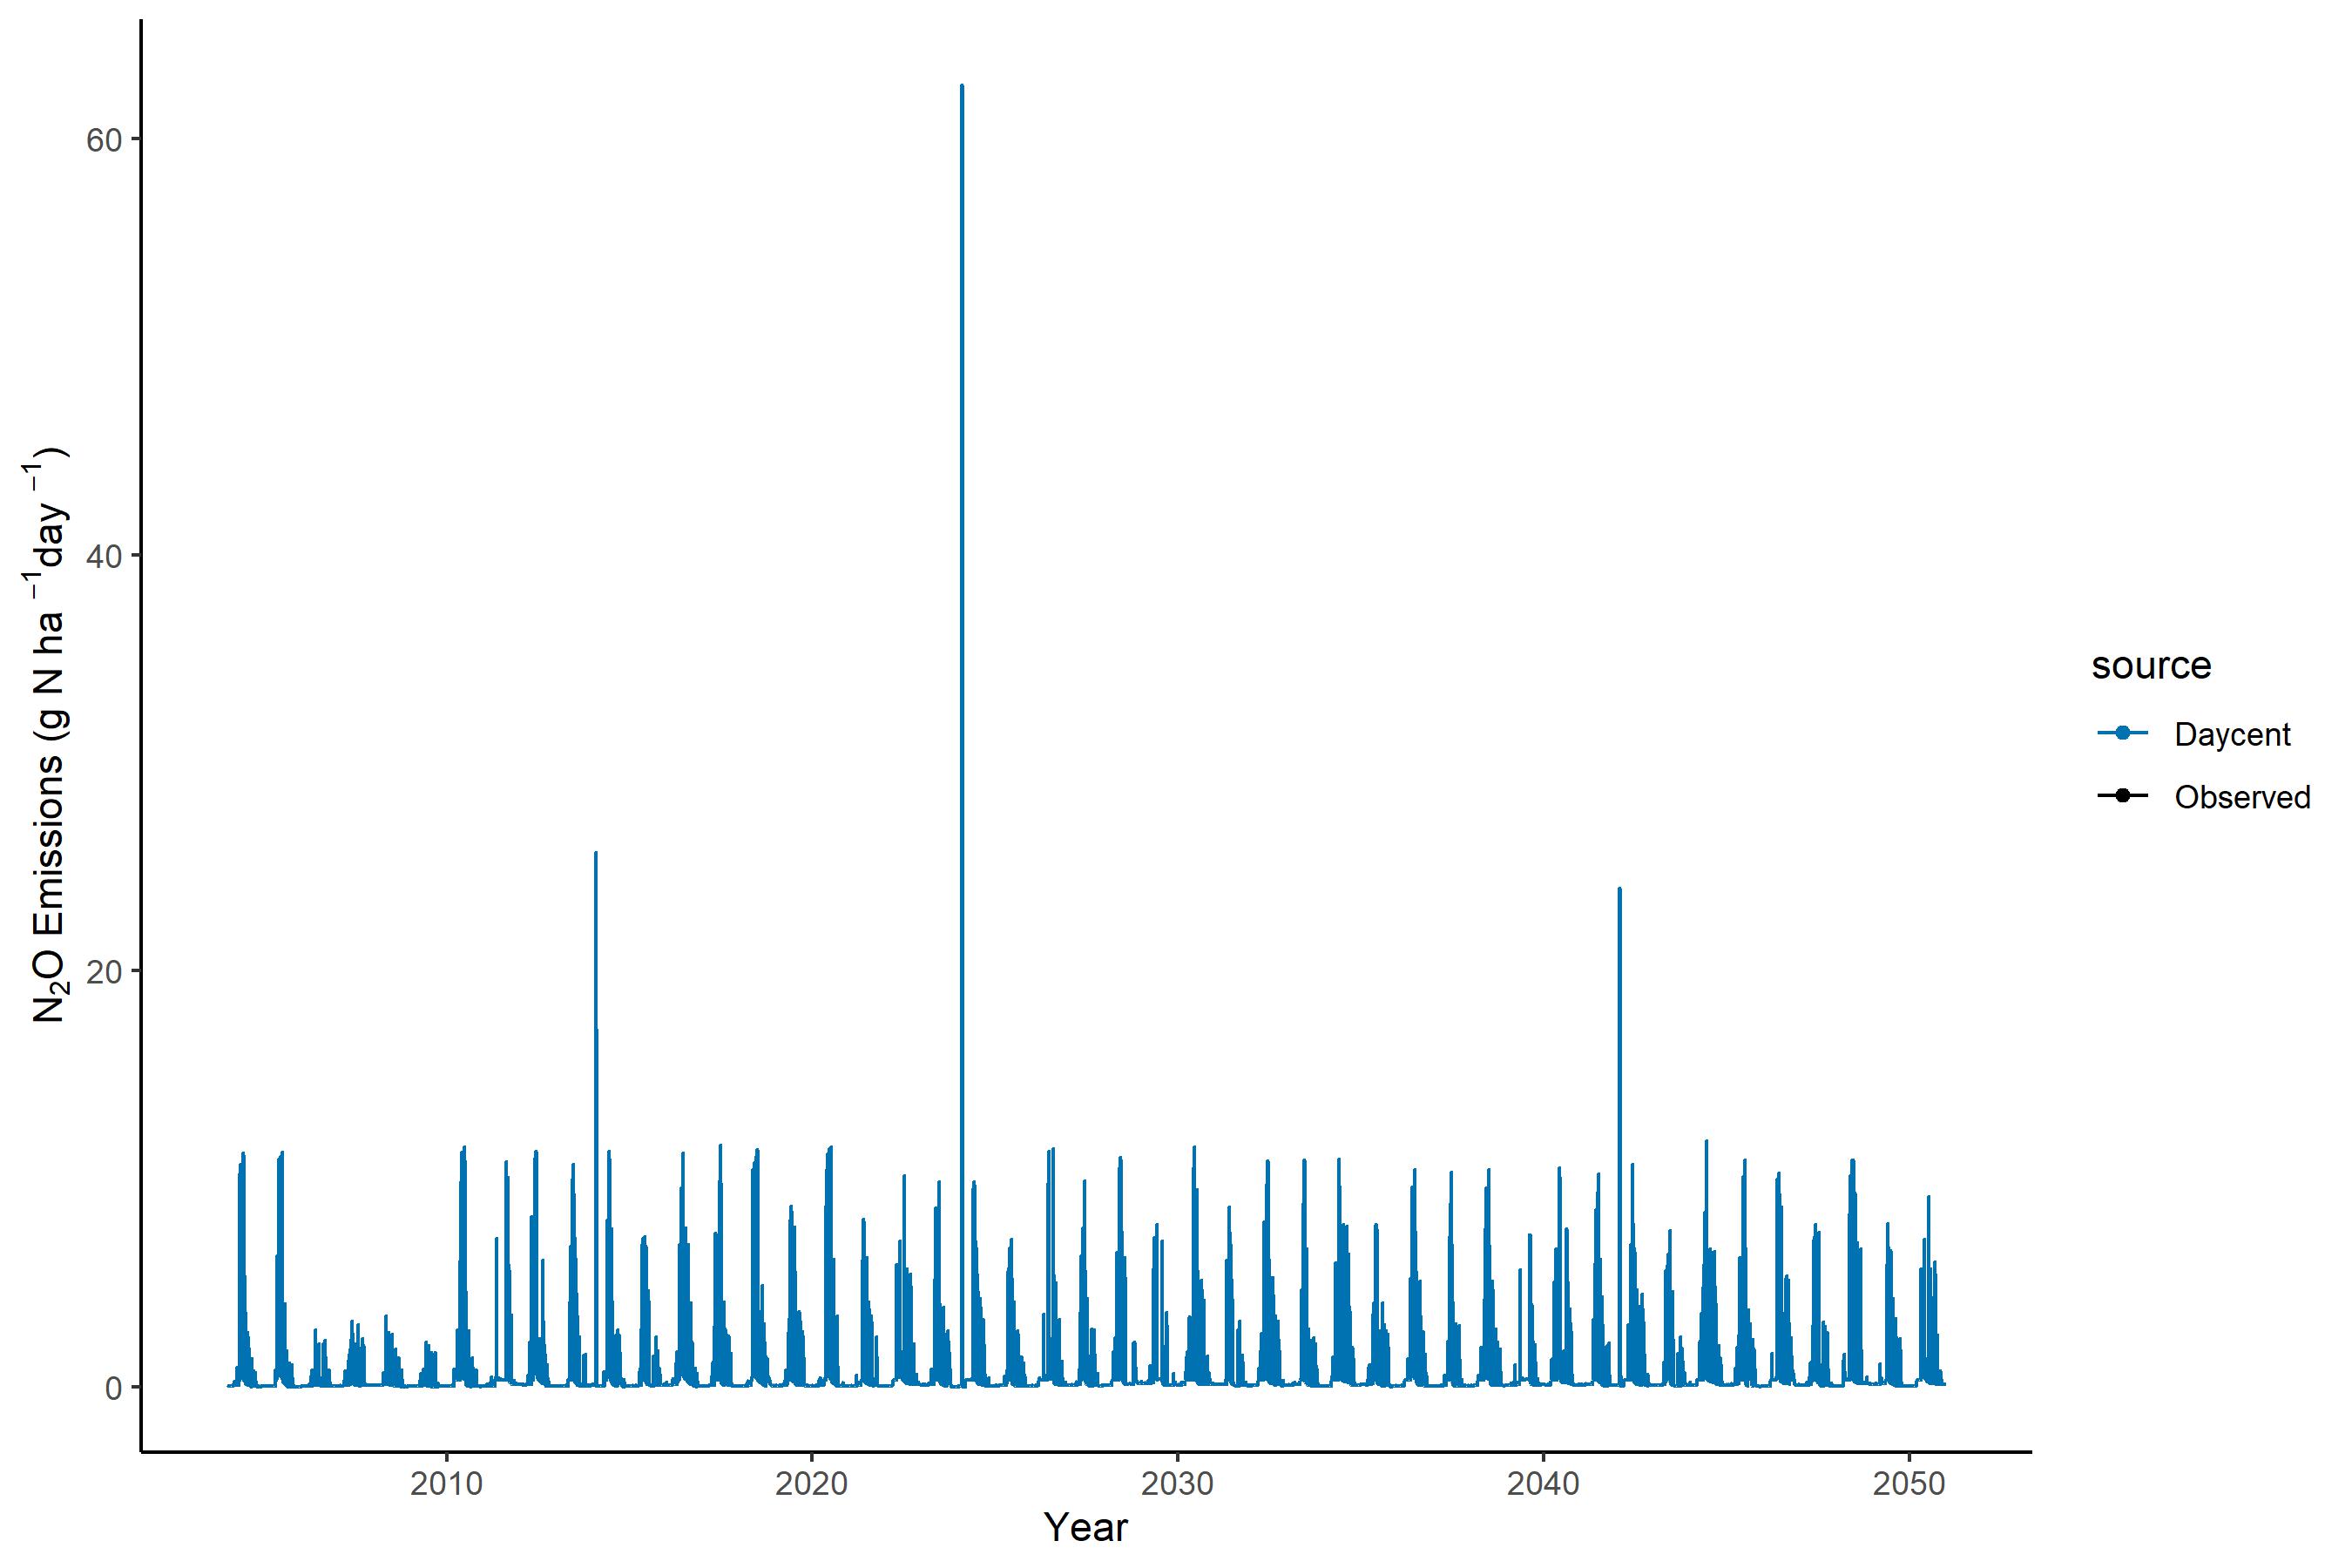 N₂O Emissions (g N ha ⁻¹day ⁻¹)
60
40
20
0
2010 2020 2030 2040 2050
Year
source
Daycent
Observed